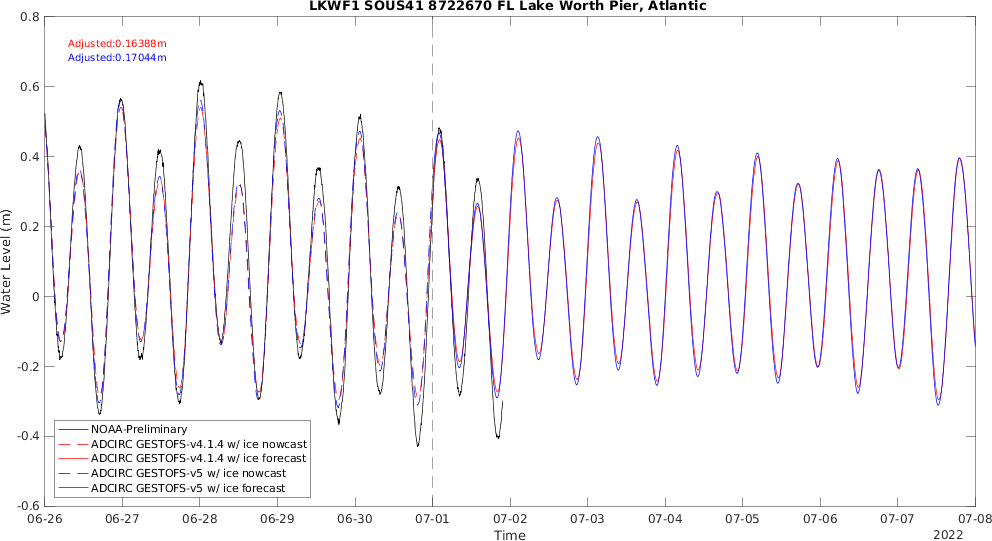 LKWF1 SOUS41 8722670 FL Lake Worth Pier, Atlantic
Adjusted:0.16388m
Adjusted:0.17044m
0.8
0.6
0.4
0.2
0
-0.2
-0.4
-0.6
Water Level (m)
NOAA-Preliminary
ADCIRC GESTOFS-v4.1.4 w/ ice nowcast
ADCIRC GESTOFS-v4.1.4 w/ ice forecast
ADCIRC GESTOFS-v5 w/ ice nowcast
ADCIRC GESTOFS-v5 w/ ice forecast
06-26 06-27 06-28 06-29 06-30 07-01 07-02 07-03 07-04 07-05 07-06 07-07 07-08
Time
2022